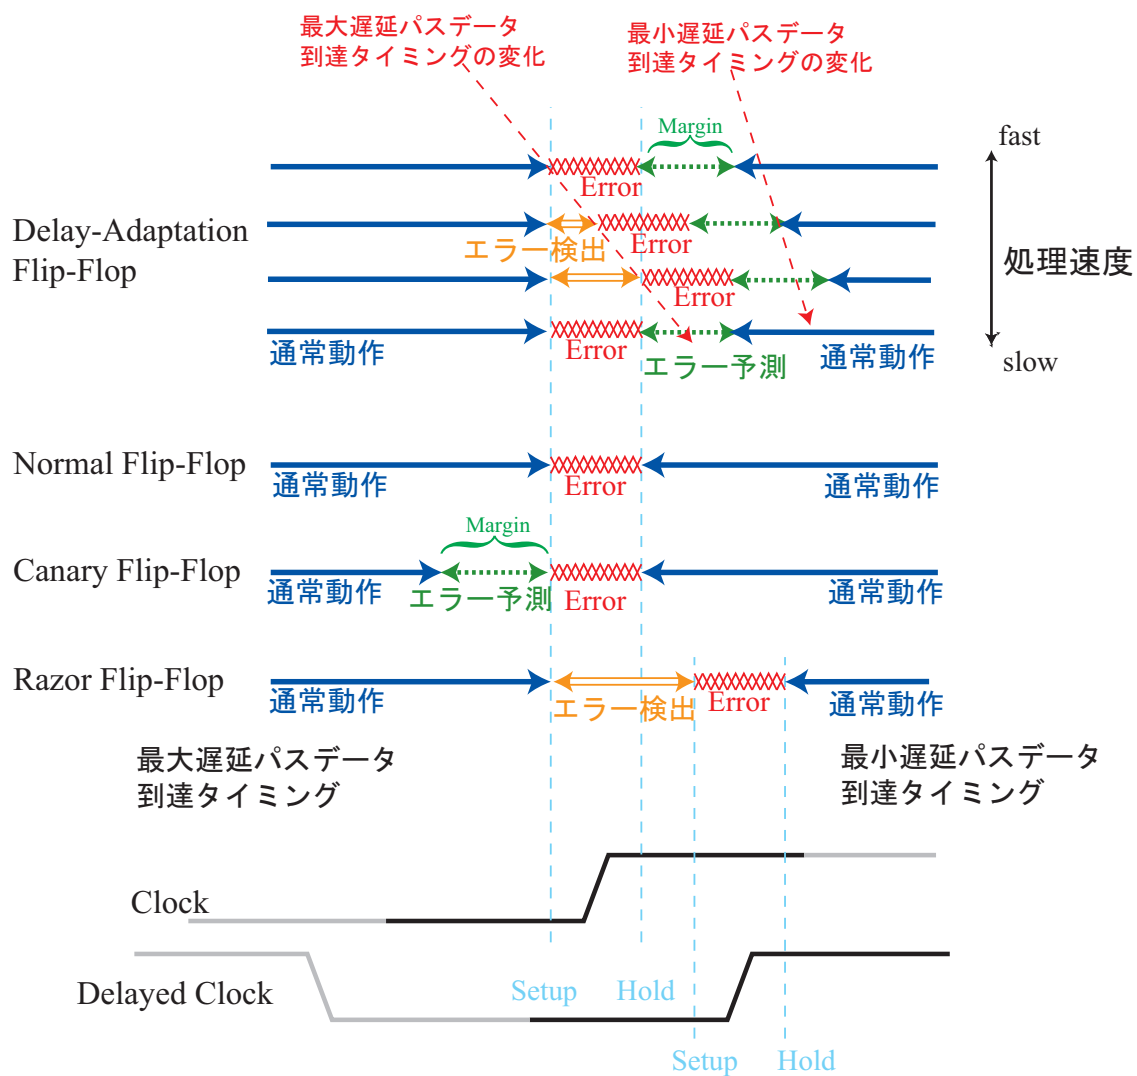 最大遅延パスデータ
到達タイミングの変化
最小遅延パスデータ
到達タイミングの変化
Margin
fast
Error
Delay-Adaptation
Flip-Flop
エラー検出
Error
処理速度
Error
通常動作
Error
エラー予測
通常動作
slow
Normal Flip-Flop
通常動作
Error
通常動作
Margin
Canary Flip-Flop
通常動作
エラー予測
Error
通常動作
Razor Flip-Flop
通常動作
エラー検出
Error
通常動作
最大遅延パスデータ
到達タイミング
最小遅延パスデータ
到達タイミング
Clock
Delayed Clock
Setup
Hold
Setup
Hold